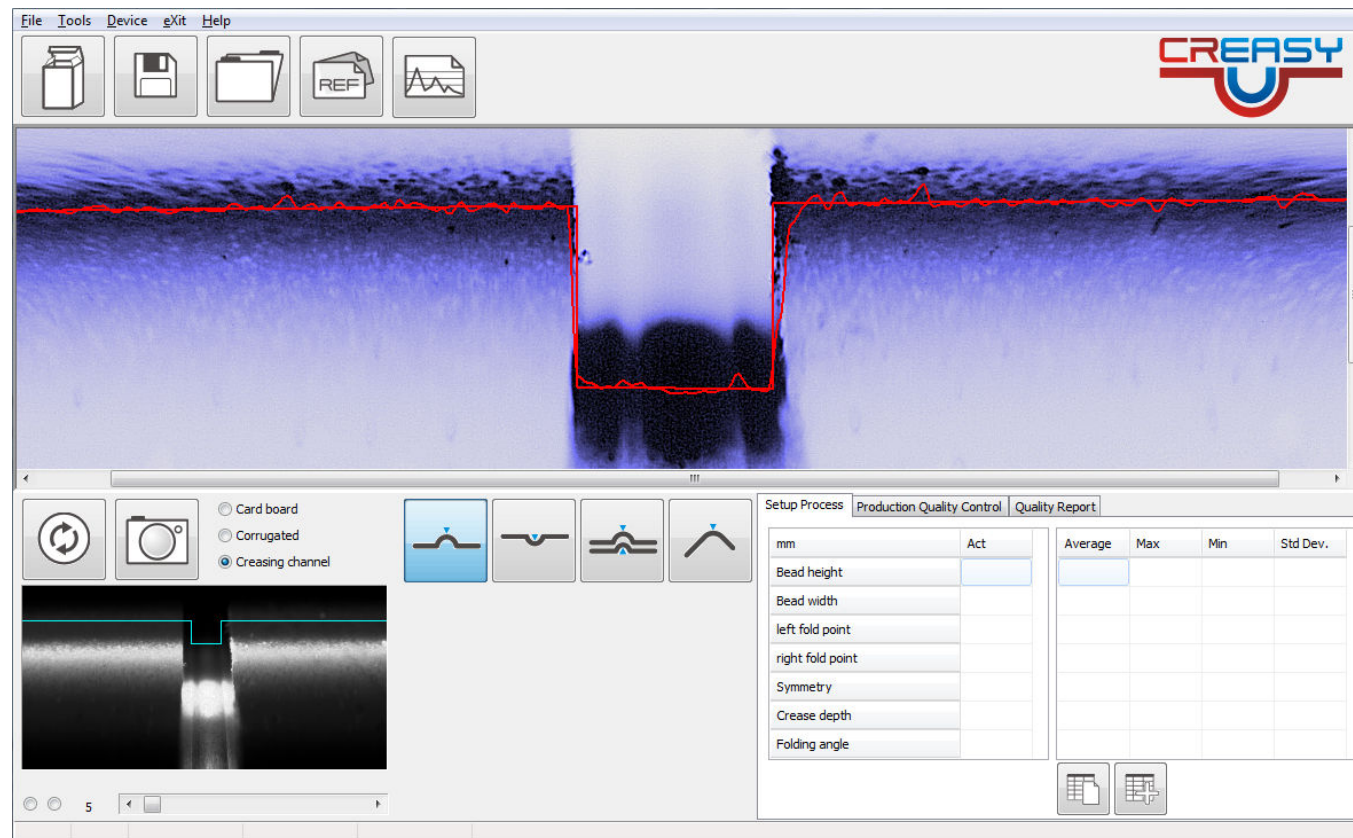 File Tools Device eXit Help
REF
CREASY
Card board
Corrugated
Creasing channel
5
Setup Process Production Quality Control Quality Report
mm Act Average Max Min Std Dev.
Bead height
Bead width
left fold point
right fold point
Symmetry
Crease depth
Folding angle